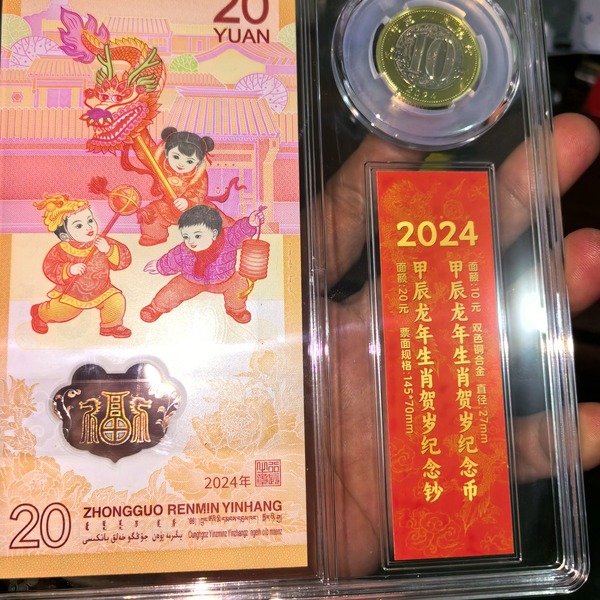 20
YUAN
福
2024年
20
ZHONGGUO RENMIN YINHANG
10
2024
甲辰龙年生肖贺岁纪念币
面额:10元 双色铜合金 直径:27mm
甲辰龙年生肖贺岁纪念钞
面额:20元 票面规格:145*70mm